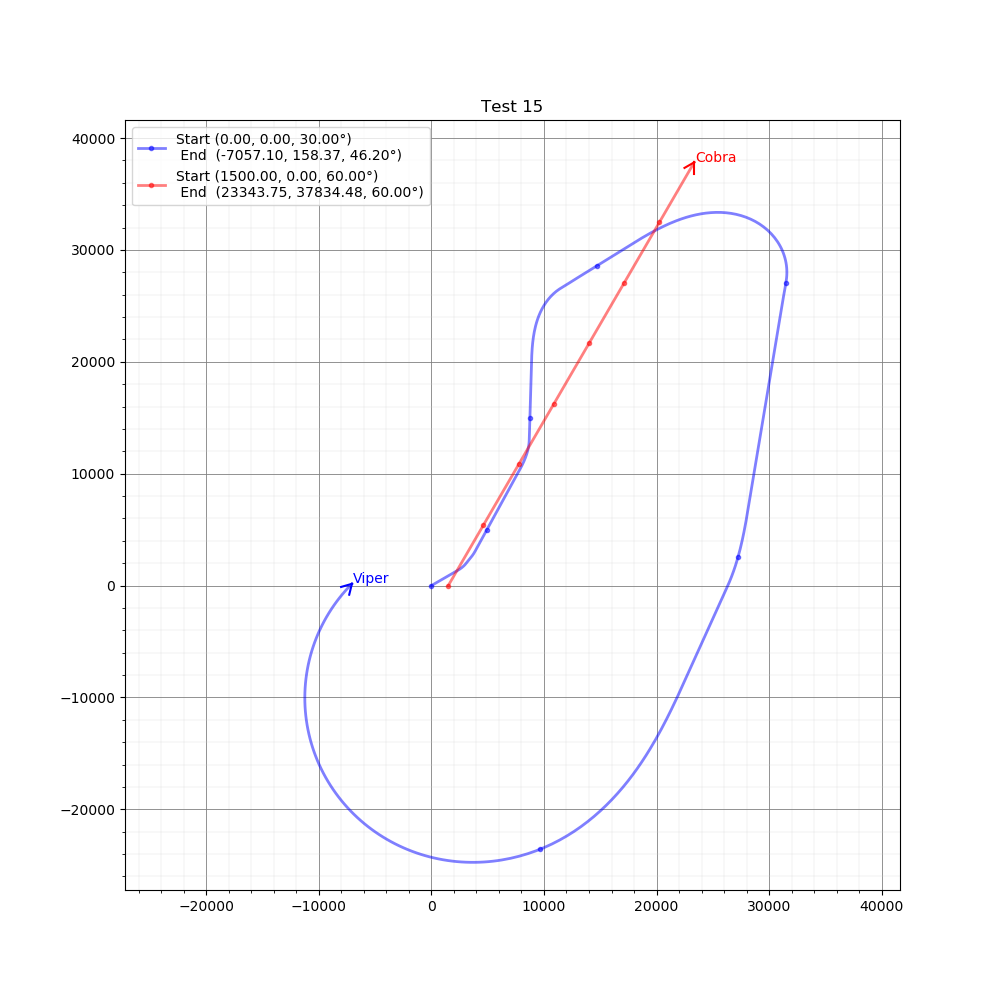 Test 15
Start (0.00, 0.00, 30.00°)
End  (-7057.10, 158.37, 46.20°)
Start (1500.00, 0.00, 60.00°)
End  (23343.75, 37834.48, 60.00°)
40000
30000
20000
10000
0
−10000
−20000
Cobra
Viper
−20000
−10000
0
10000
20000
30000
40000